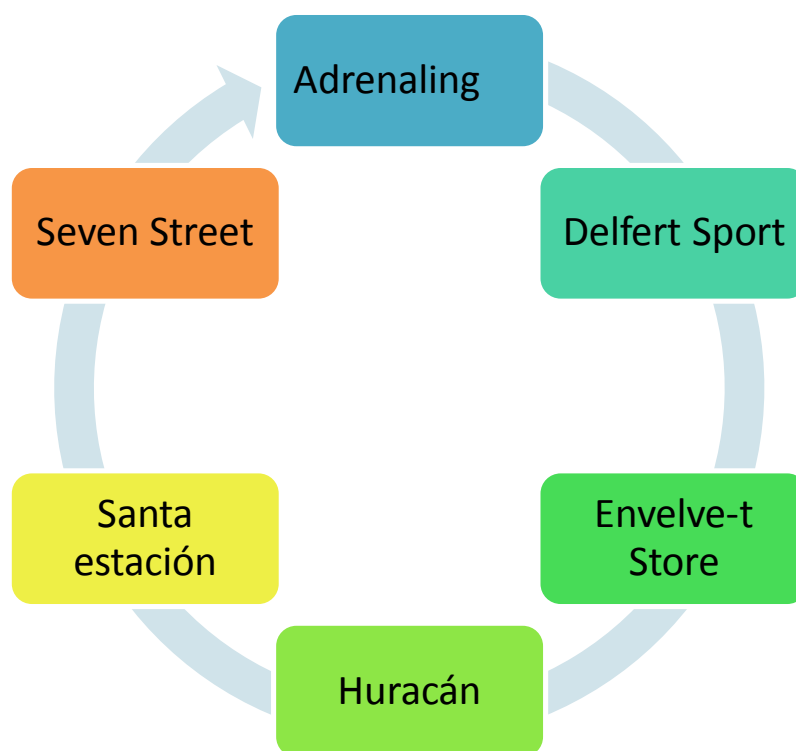 Adrenaling
Delfert Sport
Envelve-t
Store
Huracán
Santa
estación
Seven Street